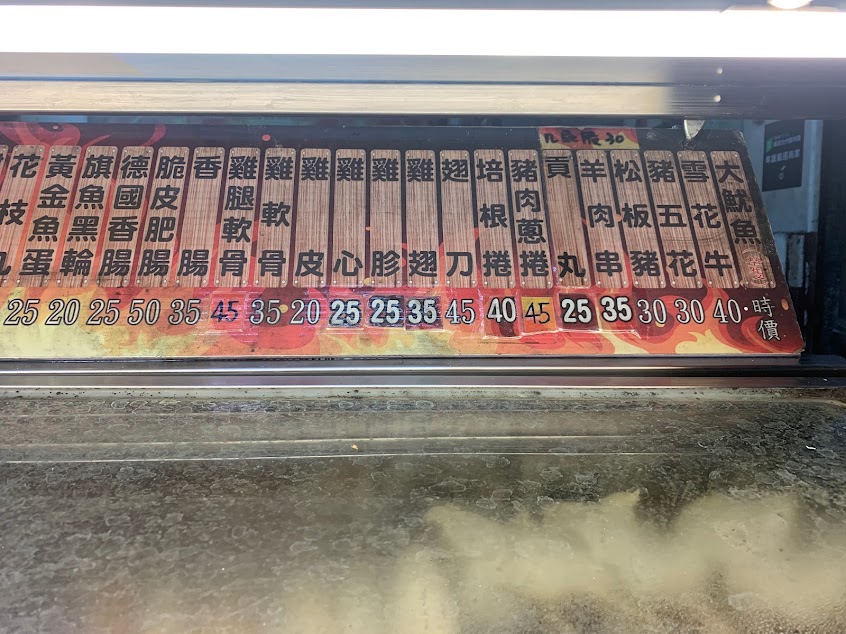 大魷魚 時價
雪花牛 40
豬五花 30
松板豬 30
羊肉串 35
貢丸 25
豬肉蔥捲 45
培根捲 40
翅刀 45
雞翅 35
雞胗 25
雞心 25
雞皮 20
雞軟骨 35
雞腿軟骨 45
香腸 35
脆皮肥腸 50
德國香腸 25
旗魚黑輪 20
黃金魚蛋 25
花枝丸
30